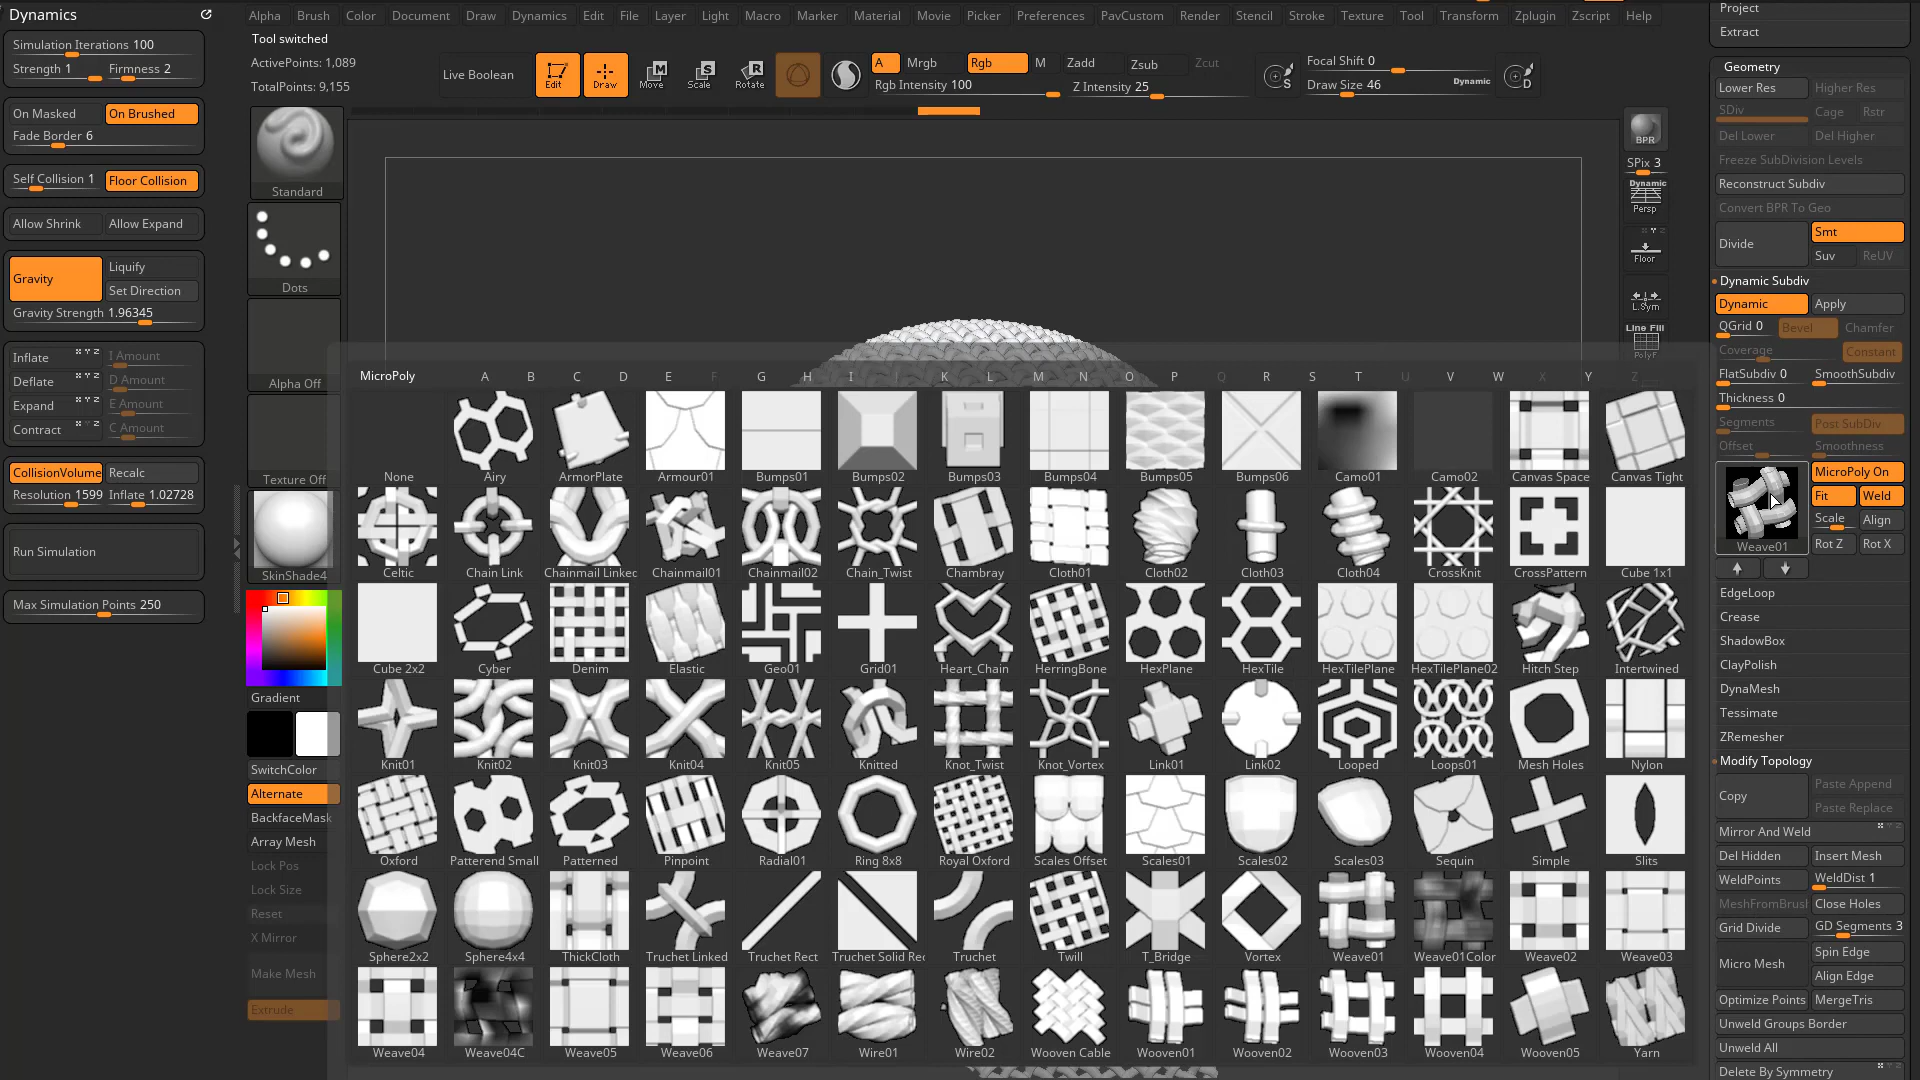 Dynamics
Simulation Iterations 100
Strength 1 Firmness 2
On Masked On Brushed
Fade Border 6
Self Collision 1 Floor Collision
Allow Shrink Allow Expand
Gravity Liquify
Set Direction
Gravity Strength 1.96345
Inflate I Amount
Deflate D Amount
Expand E Amount
Contract C Amount
CollisionVolume Recalc
Resolution 1599 Inflate 1.02728
Run Simulation
Max Simulation Points 250
Alpha Brush Color Document Draw Dynamics Edit File Layer Light Macro Marker Material Movie Picker Preferences PavCustom Render Stencil Stroke Texture Tool Transform Zplugin Zscript Help
Tool switched
ActivePoints: 1,089
TotalPoints: 9,155
Live Boolean Edit Draw Move Scale Rotate
A Mrgb Rgb M Zadd Zsub Zcut
Rgb Intensity 100 Z Intensity 25
Focal Shift 0
Draw Size 46 Dynamic
S D
Standard
Dots
Alpha Off
Texture Off
SkinShade4
Gradient
SwitchColor
Alternate
BackfaceMask
Array Mesh
Lock Pos
Lock Size
Reset
X Mirror
Make Mesh
Extrude
MicroPoly A B C D E F G H I K L M N O P Q R S T U V W X Y Z
None Airy ArmorPlate Armour01 Bumps01 Bumps02 Bumps03 Bumps04 Bumps05 Bumps06 Camo01 Camo02 Canvas Space Canvas Tight
Celtic Chain Link Chainmail Linked Chainmail01 Chainmail02 Chain_Twist Chambray Cloth01 Cloth02 Cloth03 Cloth04 CrossKnit CrossPattern Cube 1x1
Cube 2x2 Cyber Denim Elastic Geo01 Grid01 Heart_Chain HerringBone HexPlane HexTile HexTilePlane HexTilePlane02 Hitch Step Intertwined
Knit01 Knit02 Knit03 Knit04 Knit05 Knitted Knot_Twist Knot_Vortex Link01 Link02 Looped Loops01 Mesh Holes Nylon
Oxford Patterend Small Patterned Pinpoint Radial01 Ring 8x8 Royal Oxford Scales Offset Scales01 Scales02 Scales03 Sequin Simple Slits
Sphere2x2 Sphere4x4 ThickCloth Truchet Linked Truchet Rect Truchet Solid Rec Truchet Twill T_Bridge Vortex Weave01 Weave01Color Weave02 Weave03
Weave04 Weave04C Weave05 Weave06 Weave07 Wire01 Wire02 Wooven Cable Wooven01 Wooven02 Wooven03 Wooven04 Wooven05 Yarn
BPR
SPix 3
Dynamic
Persp
Floor
L.Sym
Line Fill
PolyF
Project
Extract
Geometry
Lower Res Higher Res
SDiv Cage Rstr
Del Lower Del Higher
Freeze SubDivision Levels
Reconstruct Subdiv
Convert BPR To Geo
Divide Smt
Suv ReUV
Dynamic Subdiv
Dynamic Apply
QGrid 0 Bevel Chamfer
Coverage Constant
FlatSubdiv 0 SmoothSubdiv
Thickness 0
Segments Post SubDiv
Offset Smoothness
MicroPoly On
Fit Weld
Scale Align
Weave01 Rot Z Rot X
EdgeLoop
Crease
ShadowBox
ClayPolish
DynaMesh
Tessimate
ZRemesher
Modify Topology
Copy Paste Append
Paste Replace
Mirror And Weld
Del Hidden Insert Mesh
WeldPoints WeldDist 1
MeshFromBrush Close Holes
Grid Divide GD Segments 3
Micro Mesh Spin Edge
Align Edge
Optimize Points MergeTris
Unweld Groups Border
Unweld All
Delete By Symmetry